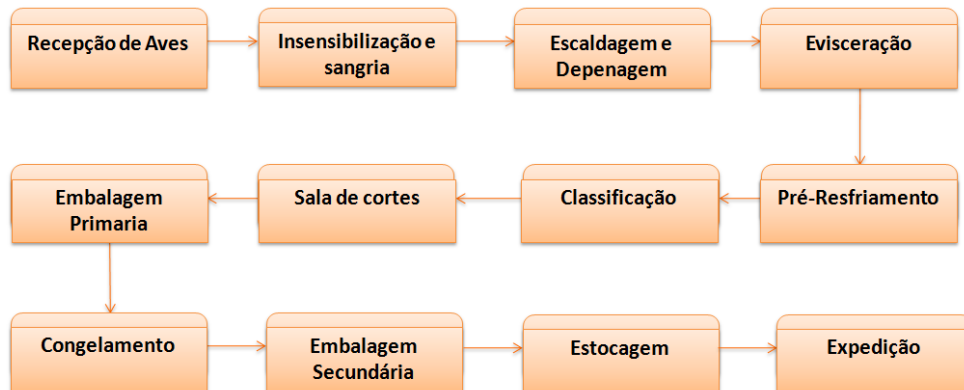 Recepção de Aves
Insensibilização e
sangria
Escaldagem e
Depenagem
Evisceração
Pré-Resfriamento
Classificação
Sala de cortes
Embalagem
Primaria
Congelamento
Embalagem
Secundária
Estocagem
Expedição